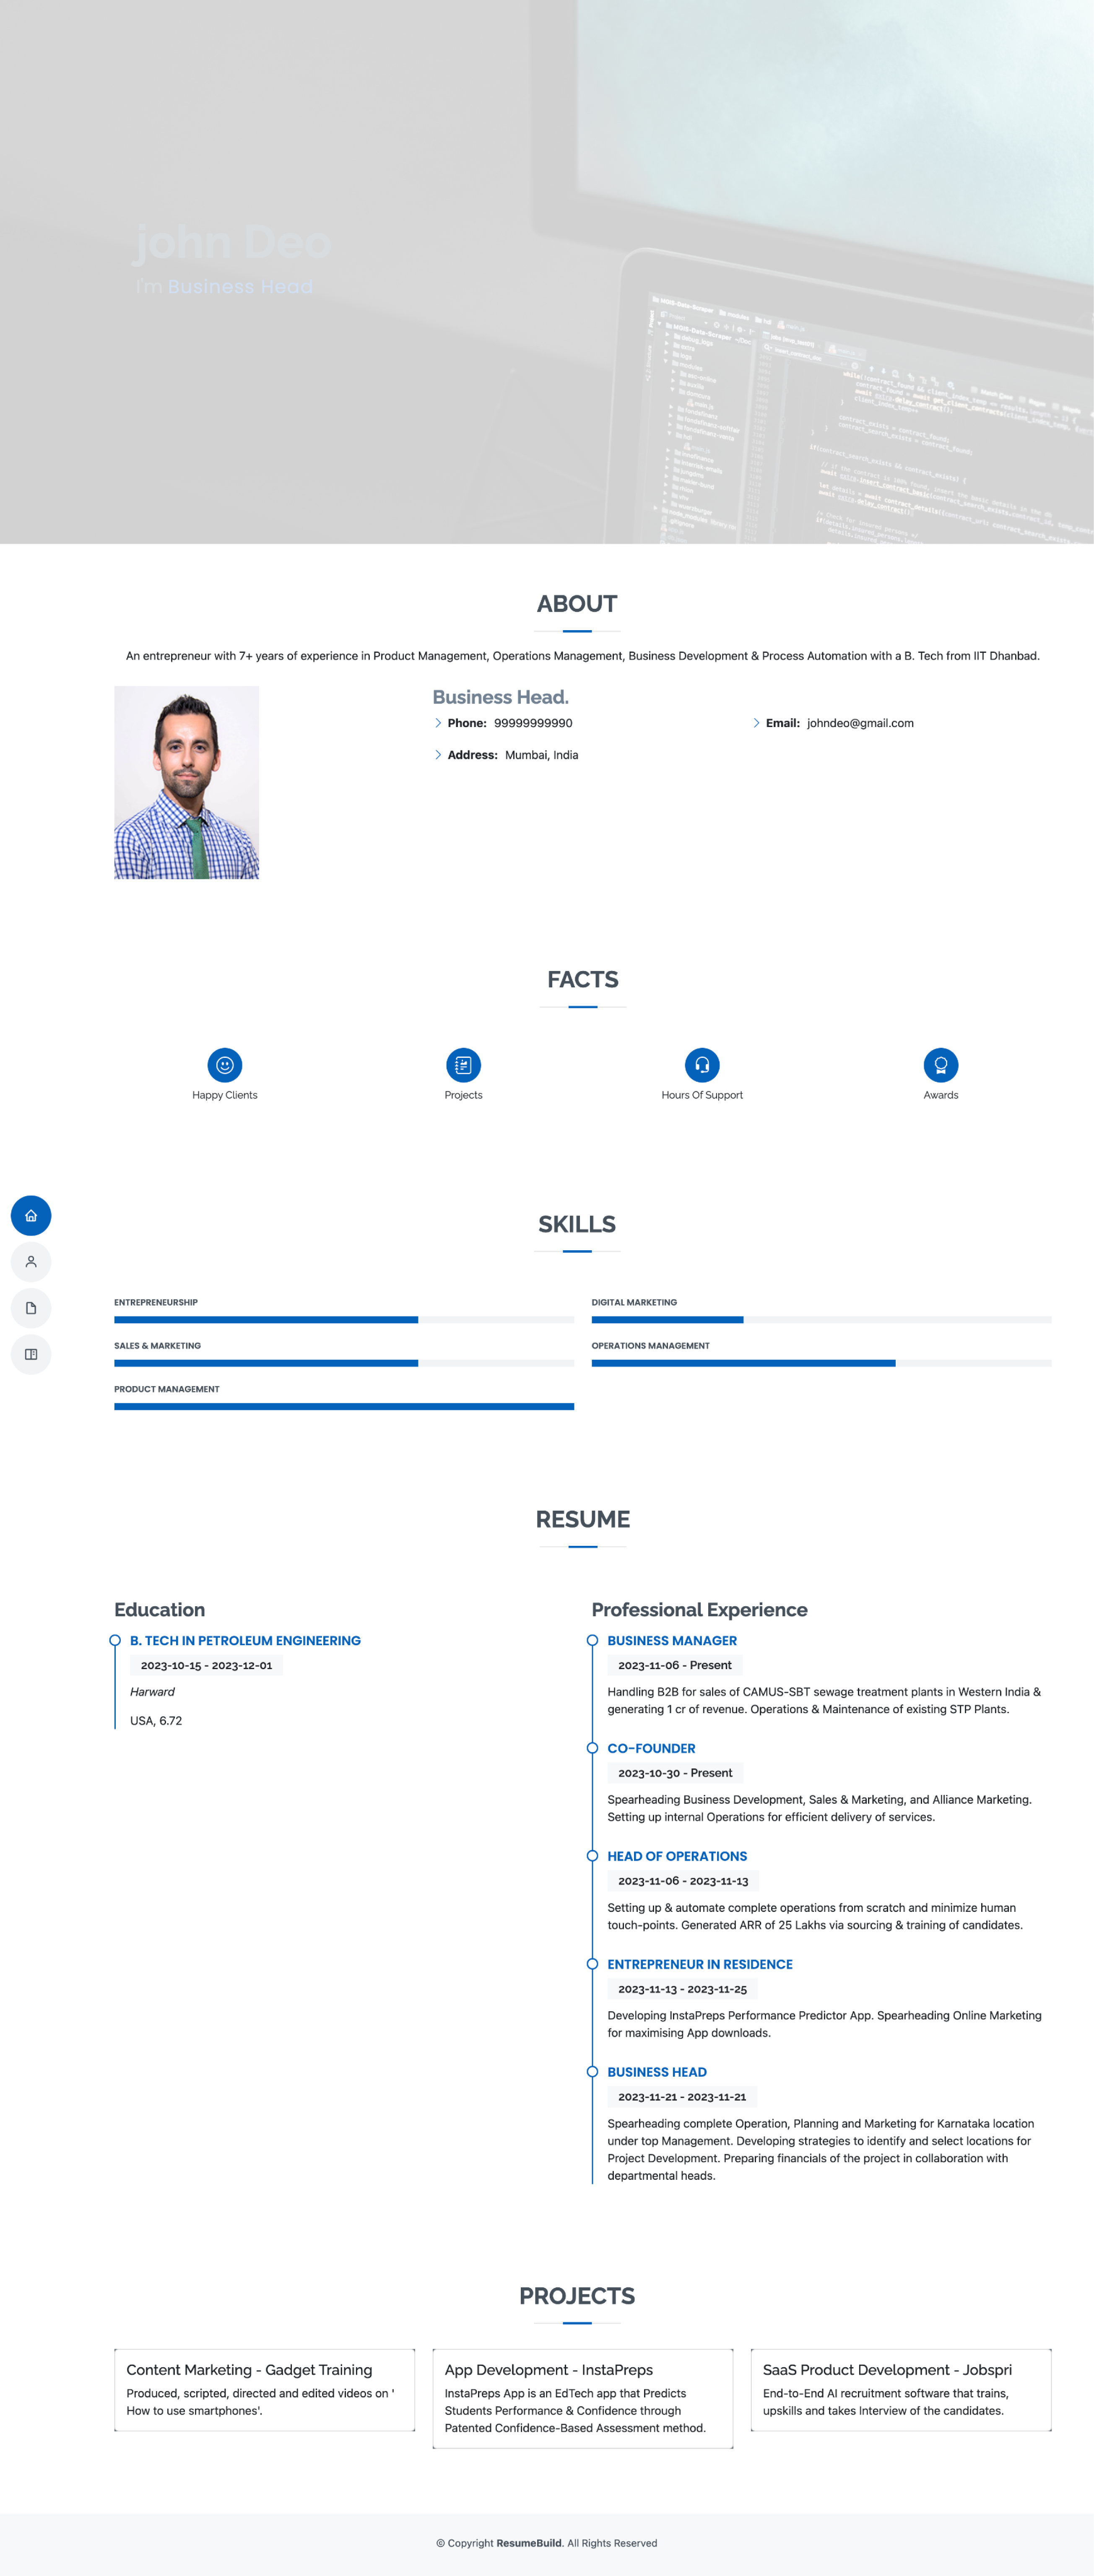 john Deo
I'm Business Head
ABOUT
An entrepreneur with 7+ years of experience in Product Management, Operations Management, Business Development & Process Automation with a B. Tech from IIT Dhanbad.
Business Head.
Phone: 99999999990
Email: johndeo@gmail.com
Address: Mumbai, India
FACTS
Happy Clients
Projects
Hours Of Support
Awards
SKILLS
ENTREPRENEURSHIP
DIGITAL MARKETING
SALES & MARKETING
OPERATIONS MANAGEMENT
PRODUCT MANAGEMENT
RESUME
Education
B. TECH IN PETROLEUM ENGINEERING
2023-10-15 - 2023-12-01
Harward
USA, 6.72
Professional Experience
BUSINESS MANAGER
2023-11-06 - Present
Handling B2B for sales of CAMUS-SBT sewage treatment plants in Western India &
generating 1 cr of revenue. Operations & Maintenance of existing STP Plants.
CO-FOUNDER
2023-10-30 - Present
Spearheading Business Development, Sales & Marketing, and Alliance Marketing.
Setting up internal Operations for efficient delivery of services.
HEAD OF OPERATIONS
2023-11-06 - 2023-11-13
Setting up & automate complete operations from scratch and minimize human
touch-points. Generated ARR of 25 Lakhs via sourcing & training of candidates.
ENTREPRENEUR IN RESIDENCE
2023-11-13 - 2023-11-25
Developing InstaPreps Performance Predictor App. Spearheading Online Marketing
for maximising App downloads.
BUSINESS HEAD
2023-11-21 - 2023-11-21
Spearheading complete Operation, Planning and Marketing for Karnataka location
under top Management. Developing strategies to identify and select locations for
Project Development. Preparing financials of the project in collaboration with
departmental heads.
PROJECTS
Content Marketing - Gadget Training
Produced, scripted, directed and edited videos on '
How to use smartphones'.
App Development - InstaPreps
InstaPreps App is an EdTech app that Predicts
Students Performance & Confidence through
Patented Confidence-Based Assessment method.
SaaS Product Development - Jobspri
End-to-End AI recruitment software that trains,
upskills and takes Interview of the candidates.
© Copyright ResumeBuild. All Rights Reserved